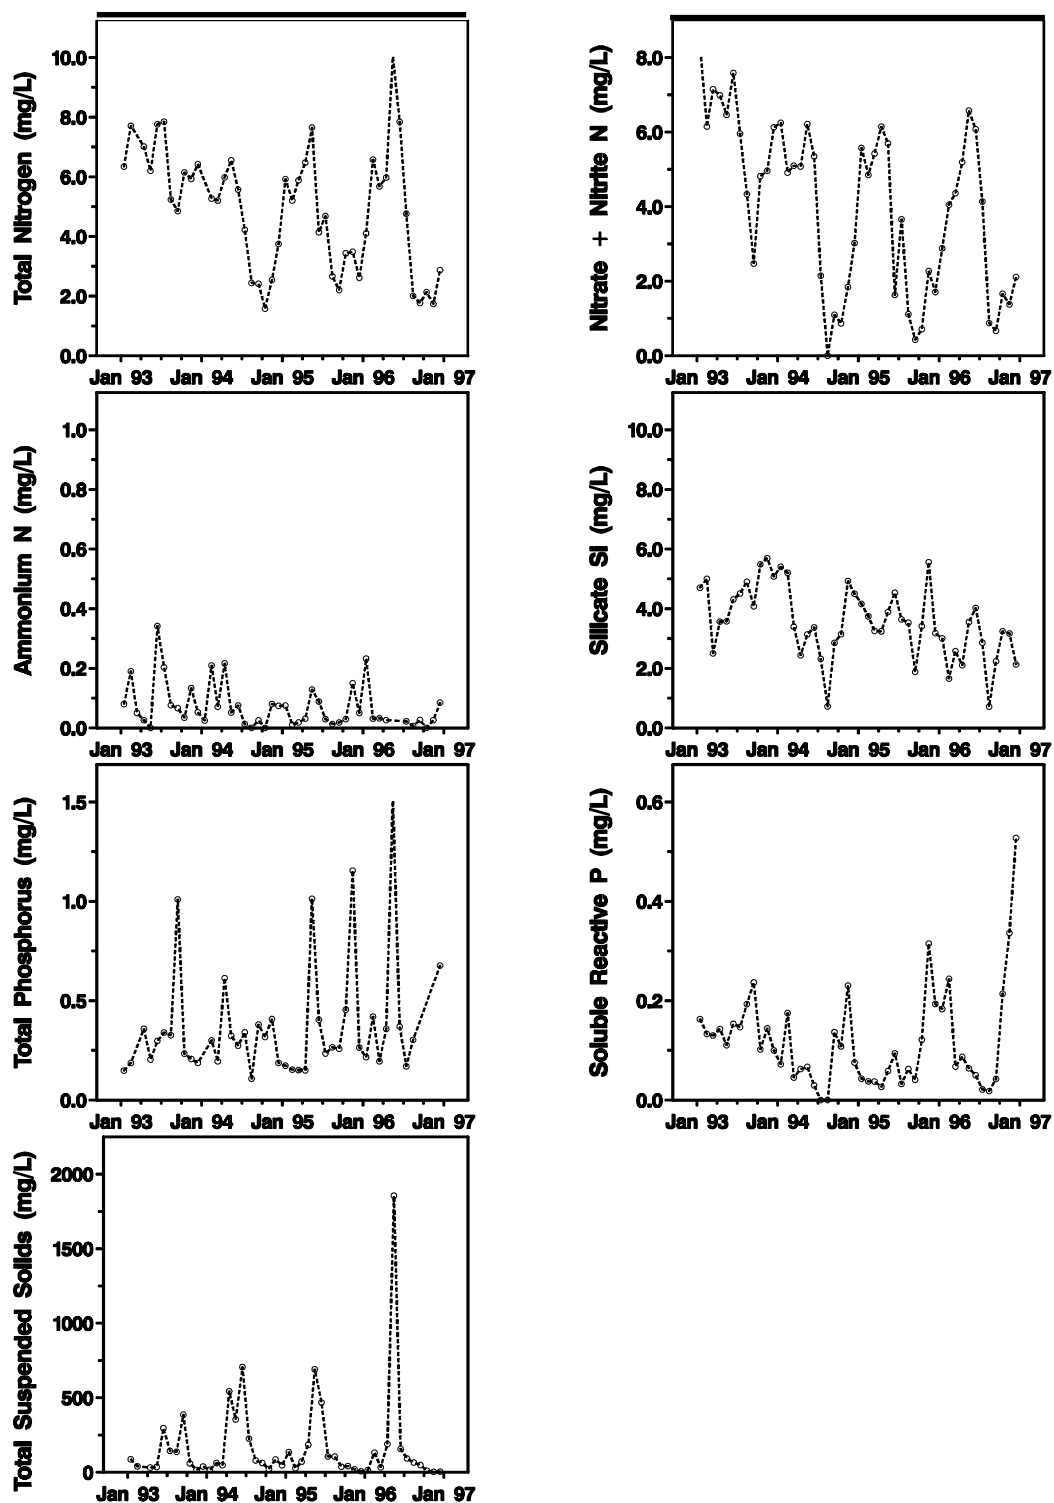 Total Nitrogen (mg/L)
10.0
8.0
6.0
4.0
2.0
0.0
Jan 93 Jan 94 Jan 95 Jan 96 Jan 97
Nitrate + Nitrite N (mg/L)
8.0
6.0
4.0
2.0
0.0
Jan 93 Jan 94 Jan 95 Jan 96 Jan 97
Ammonium N (mg/L)
1.0
0.8
0.6
0.4
0.2
0.0
Jan 93 Jan 94 Jan 95 Jan 96 Jan 97
Silicate Si (mg/L)
10.0
8.0
6.0
4.0
2.0
0.0
Jan 93 Jan 94 Jan 95 Jan 96 Jan 97
Total Phosphorus (mg/L)
1.5
1.0
0.5
0.0
Jan 93 Jan 94 Jan 95 Jan 96 Jan 97
Soluble Reactive P (mg/L)
0.6
0.4
0.2
0.0
Jan 93 Jan 94 Jan 95 Jan 96 Jan 97
Total Suspended Solids (mg/L)
2000
1500
1000
500
0
Jan 93 Jan 94 Jan 95 Jan 96 Jan 97